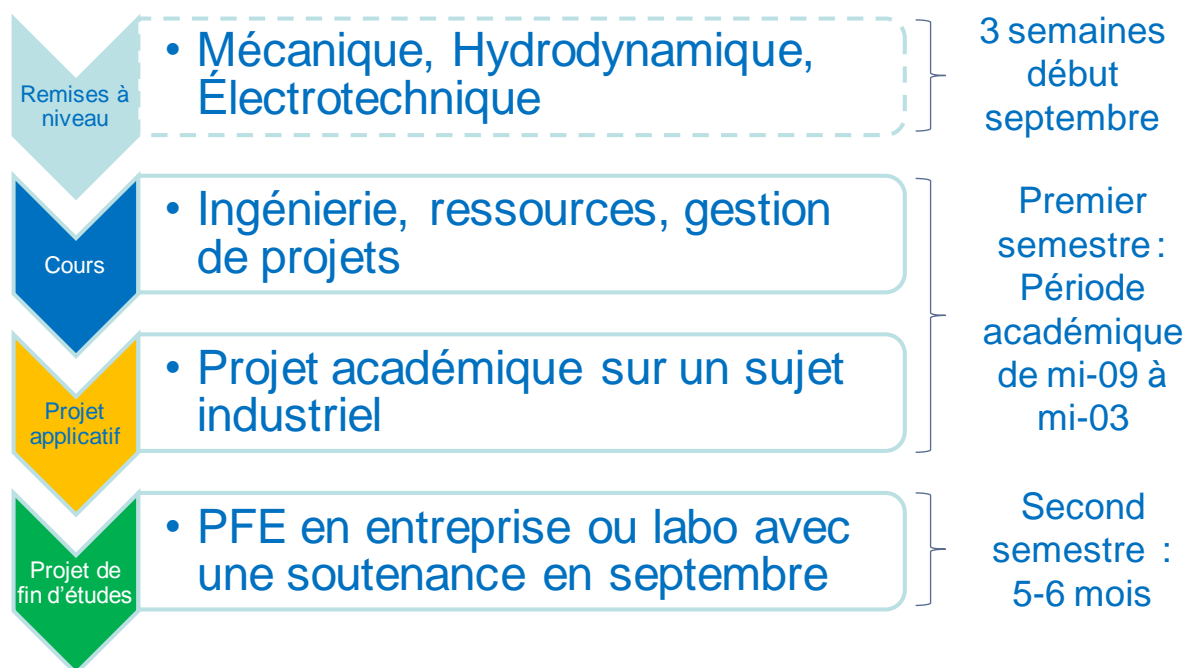 Remises à
niveau
• Mécanique, Hydrodynamique,
Électrotechnique
3 semaines
début
septembre
Cours
• Ingénierie, ressources, gestion
de projets
Projet
applicatif
• Projet académique sur un sujet
industriel
Premier
semestre :
Période
académique
de mi-09 à
mi-03
Projet de
fin d’études
• PFE en entreprise ou labo avec
une soutenance en septembre
Second
semestre :
5-6 mois